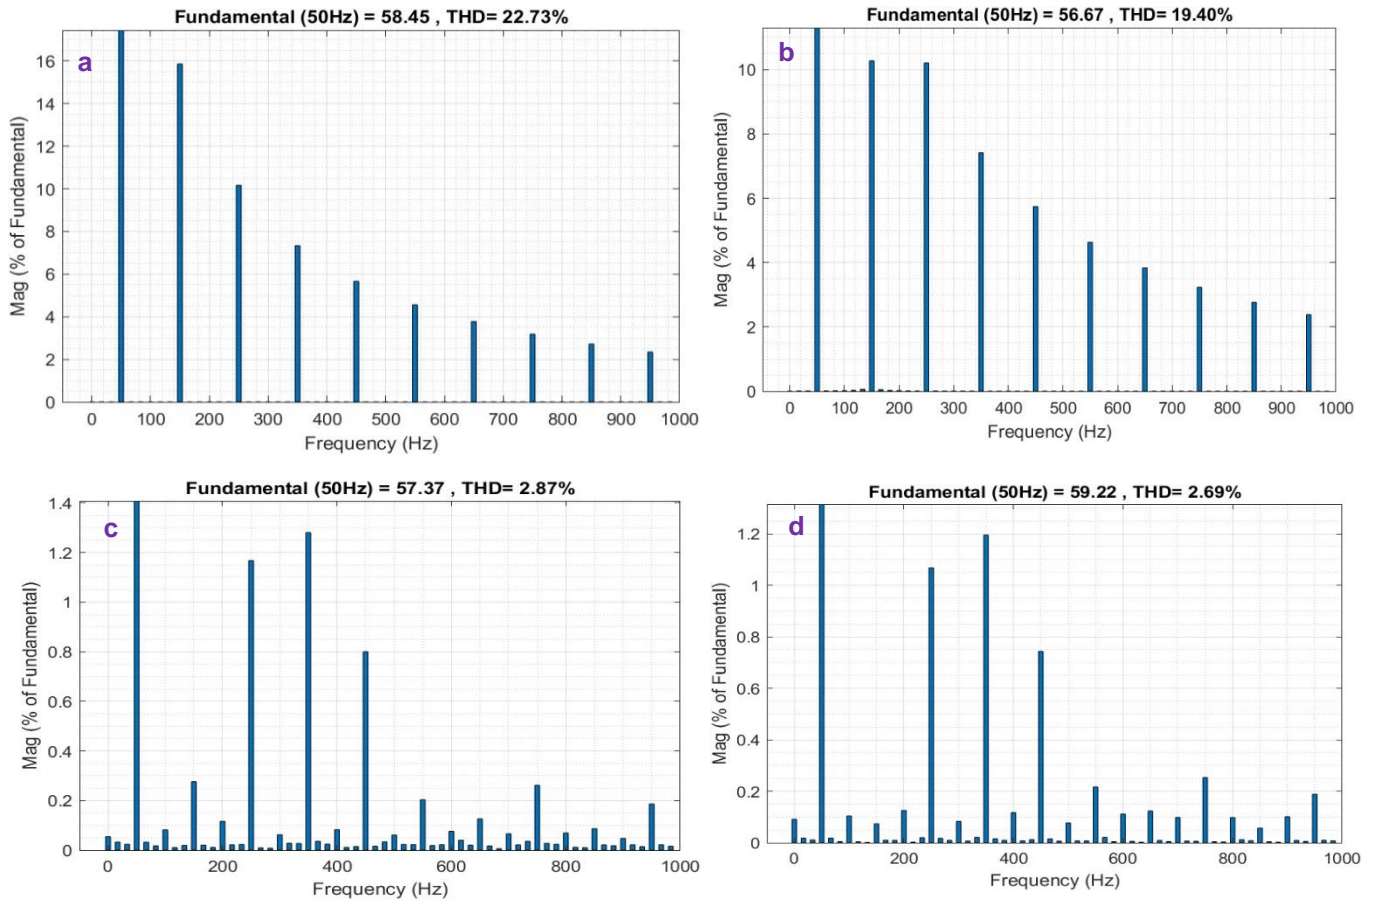 Fundamental (50Hz) = 58.45 , THD= 22.73%
a
16
14
12
10
8
6
4
2
0
Mag (% of Fundamental)
0 100 200 300 400 500 600 700 800 900 1000
Frequency (Hz)
Fundamental (50Hz) = 56.67 , THD= 19.40%
b
10
8
6
4
2
0
Mag (% of Fundamental)
0 100 200 300 400 500 600 700 800 900 1000
Frequency (Hz)
Fundamental (50Hz) = 57.37 , THD= 2.87%
c
1.4
1.2
1
0.8
0.6
0.4
0.2
0
Mag (% of Fundamental)
0 200 400 600 800 1000
Frequency (Hz)
Fundamental (50Hz) = 59.22 , THD= 2.69%
d
1.2
1
0.8
0.6
0.4
0.2
0
Mag (% of Fundamental)
0 200 400 600 800 1000
Frequency (Hz)